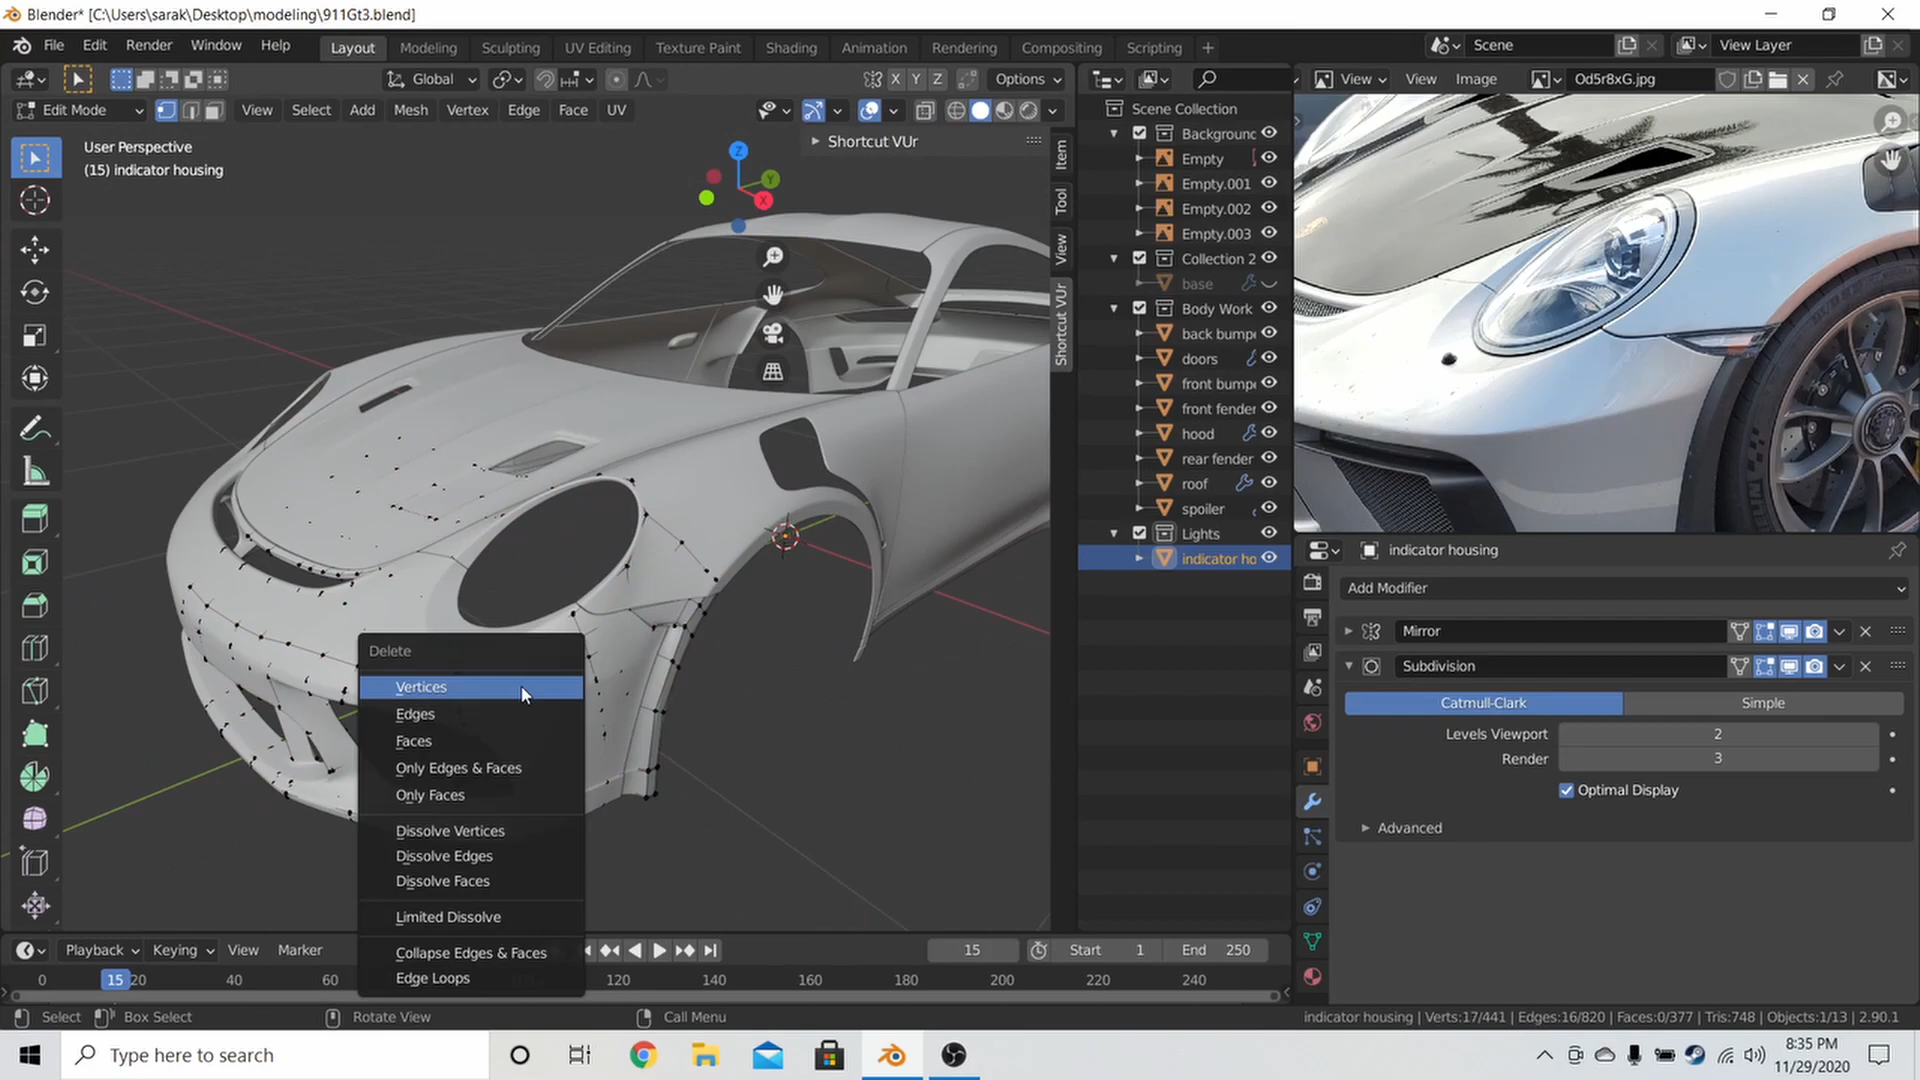 Blender* [C:\Users\sarak\Desktop\modeling\911Gt3.blend]
File Edit Render Window Help Layout Modeling Sculpting UV Editing Texture Paint Shading Animation Rendering Compositing Scripting + Scene View Layer
Global X Y Z Options
Edit Mode View Select Add Mesh Vertex Edge Face UV
User Perspective
(15) indicator housing
Shortcut VUr
Z
Y
X
Item
Tool
View
Shortcut VUr
Scene Collection
Background
Empty
Empty.001
Empty.002
Empty.003
Collection 2
base
Body Work
back bumpe
doors
front bumpe
front fender
hood
rear fender
roof
spoiler
Lights
indicator ho
View View Image Od5r8xG.jpg
indicator housing
Add Modifier
Mirror
Subdivision
Catmull-Clark Simple
Levels Viewport 2
Render 3
Optimal Display
Advanced
Delete
Vertices
Edges
Faces
Only Edges & Faces
Only Faces
Dissolve Vertices
Dissolve Edges
Dissolve Faces
Limited Dissolve
Collapse Edges & Faces
Edge Loops
Playback Keying View Marker 15 Start 1 End 250
0 15 20 40 60 120 140 160 180 200 220 240
Select Box Select Rotate View Call Menu indicator housing | Verts:17/441 | Edges:16/820 | Faces:0/377 | Tris:748 | Objects:1/13 | 2.90.1
Type here to search
8:35 PM
11/29/2020